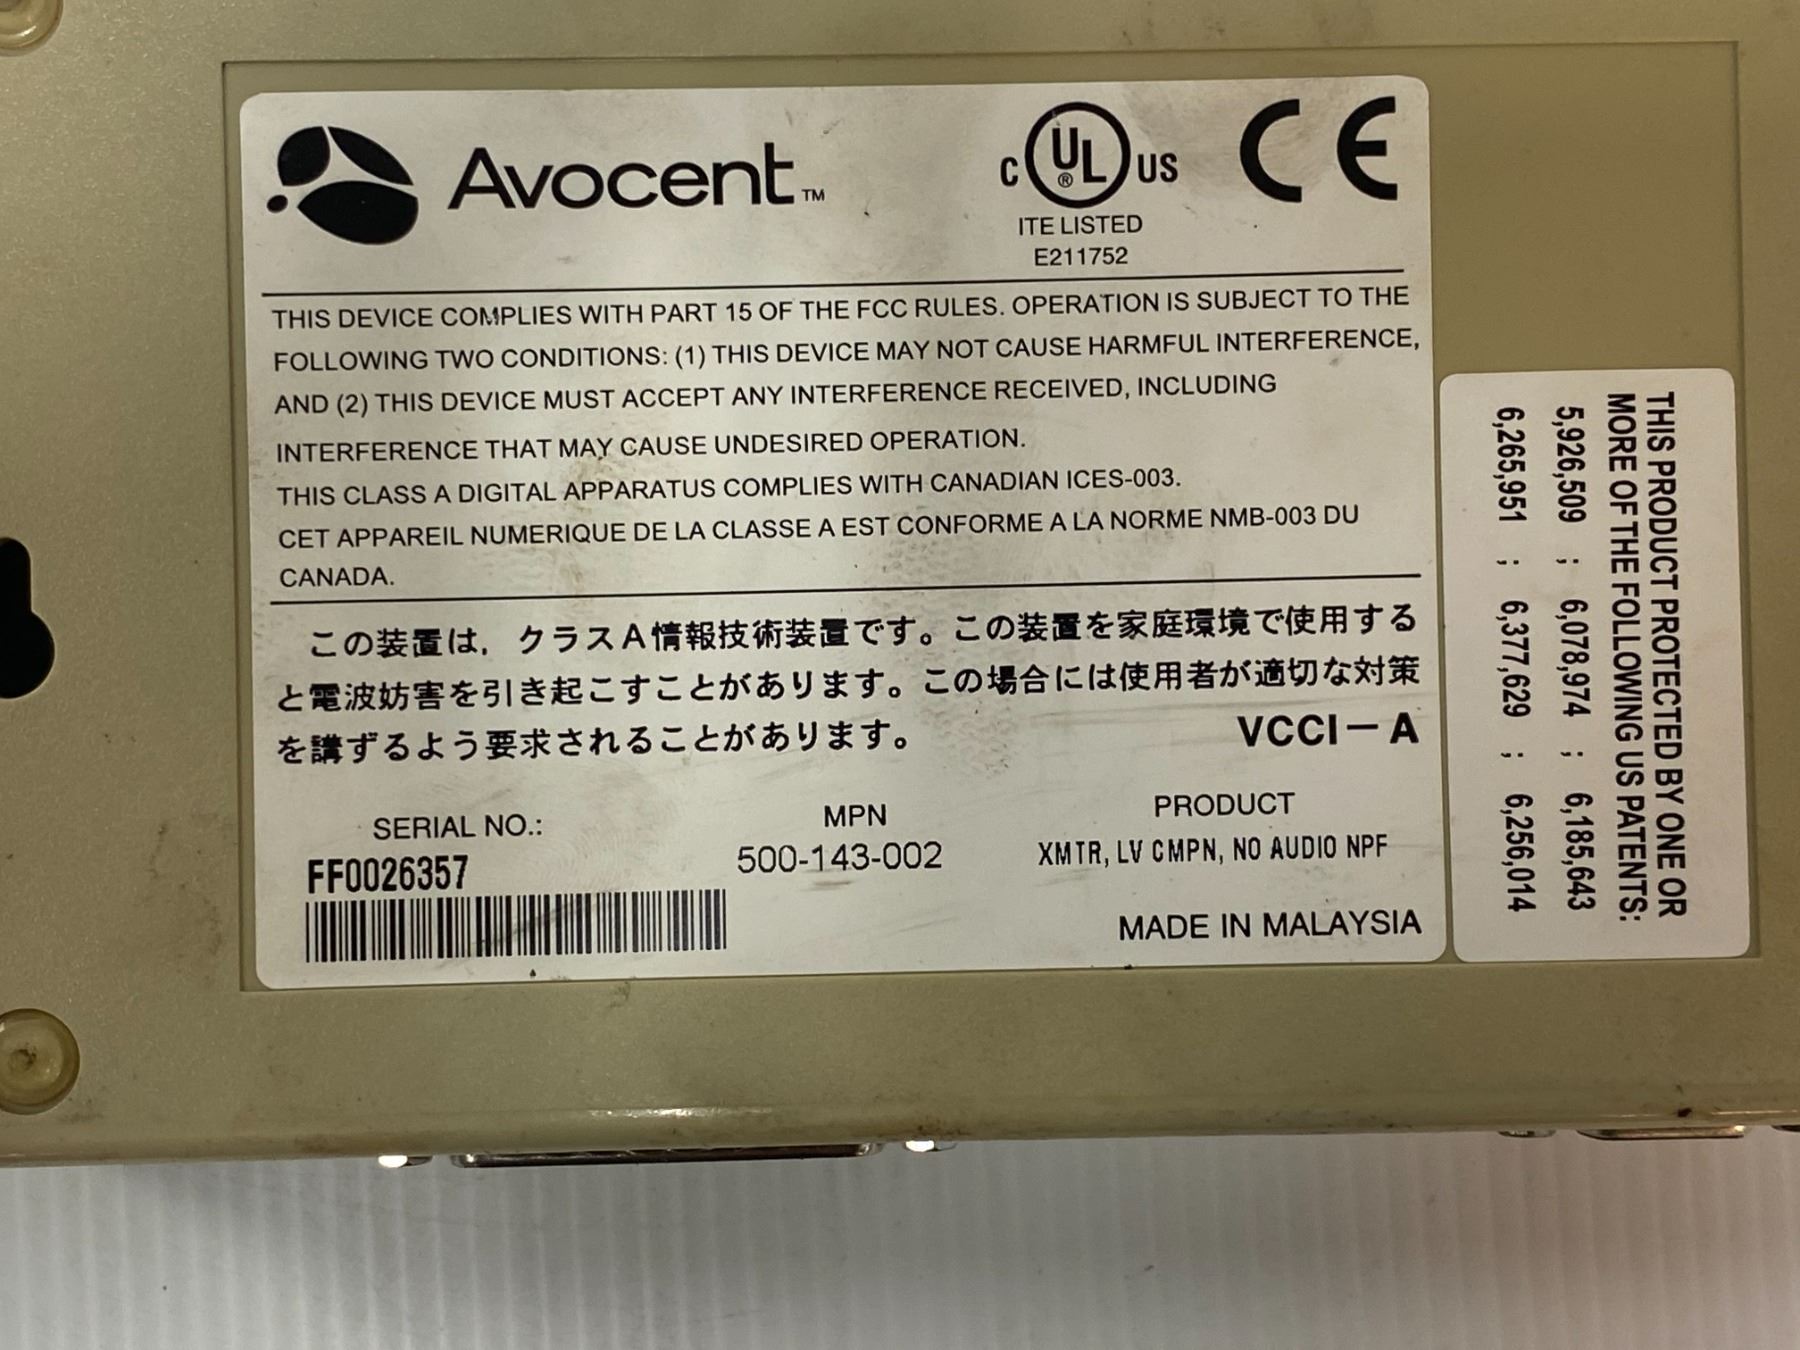 Avocent™
C UL® US CE
ITE LISTED
E211752
THIS DEVICE COMPLIES WITH PART 15 OF THE FCC RULES. OPERATION IS SUBJECT TO THE
FOLLOWING TWO CONDITIONS: (1) THIS DEVICE MAY NOT CAUSE HARMFUL INTERFERENCE,
AND (2) THIS DEVICE MUST ACCEPT ANY INTERFERENCE RECEIVED, INCLUDING
INTERFERENCE THAT MAY CAUSE UNDESIRED OPERATION.
THIS CLASS A DIGITAL APPARATUS COMPLIES WITH CANADIAN ICES-003.
CET APPAREIL NUMERIQUE DE LA CLASSE A EST CONFORME A LA NORME NMB-003 DU
CANADA.
この装置は，クラスA情報技術装置です。この装置を家庭環境で使用する
と電波妨害を引き起こすことがあります。この場合には使用者が適切な対策
を講ずるよう要求されることがあります。
VCCI－A
SERIAL NO.:
FF0026357
MPN
500-143-002
PRODUCT
XMTR, LV CMPN, NO AUDIO NPF
MADE IN MALAYSIA
THIS PRODUCT PROTECTED BY ONE OR
MORE OF THE FOLLOWING US PATENTS:
5,926,509 ; 6,078,974 ; 6,185,643
6,265,951 ; 6,377,629 ; 6,256,014